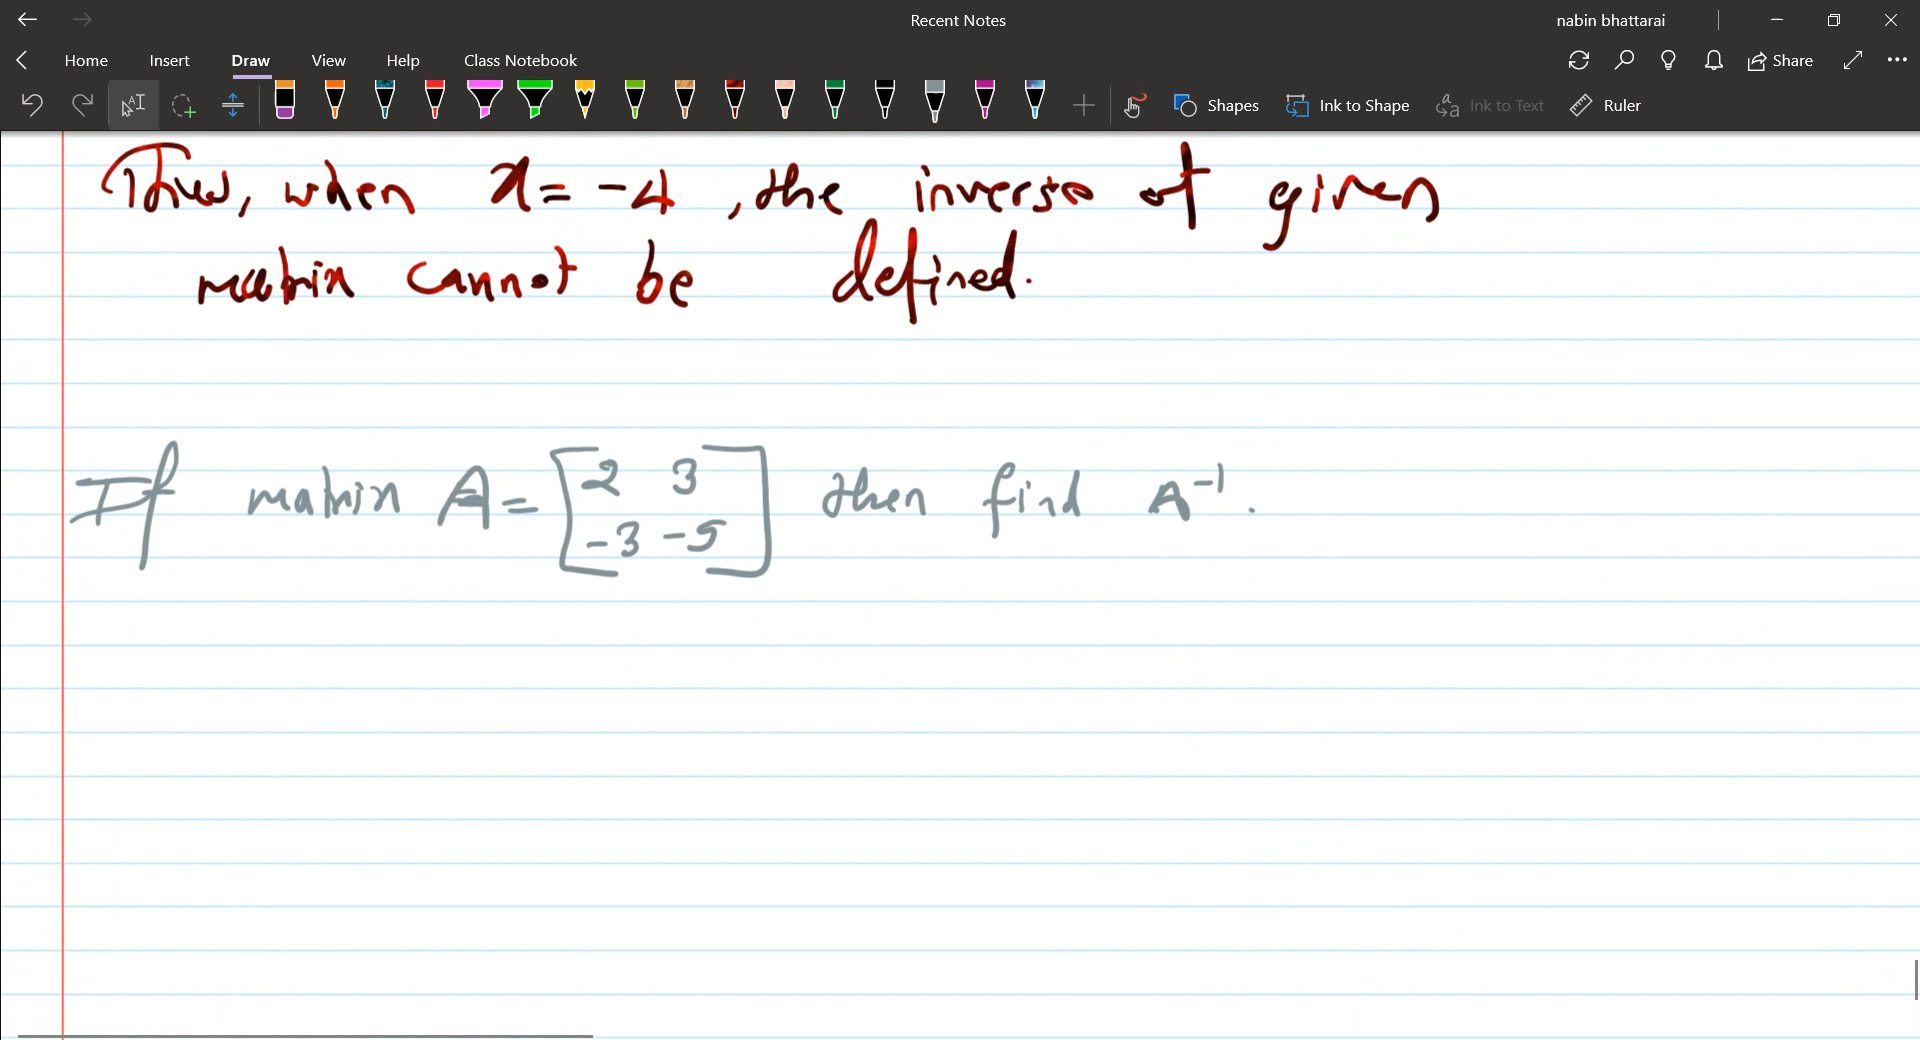 Recent Notes
nabin bhattarai
Home Insert Draw View Help Class Notebook Share
Shapes Ink to Shape Ink to Text Ruler
Thus, when x = -4, the inverse of given
matrix cannot be defined.
If matrix A = [2 3
-3 -5] then find A⁻¹.